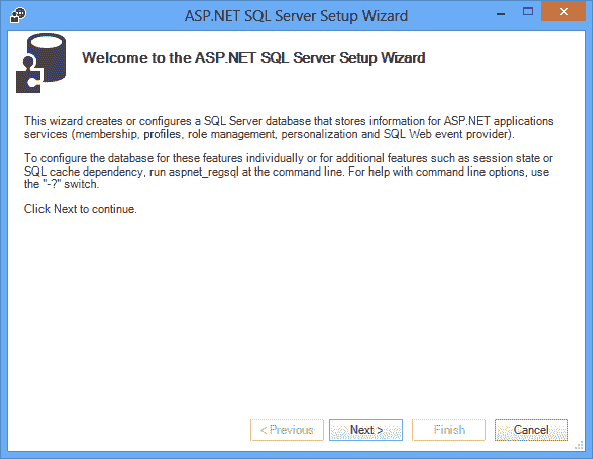 ASP.NET SQL Server Setup Wizard
Welcome to the ASP.NET SQL Server Setup Wizard
This wizard creates or configures a SQL Server database that stores information for ASP.NET applications
services (membership, profiles, role management, personalization and SQL Web event provider).
To configure the database for these features individually or for additional features such as session state or
SQL cache dependency, run aspnet_regsql at the command line. For help with command line options, use
the "-?" switch.
Click Next to continue.
< Previous Next > Finish Cancel